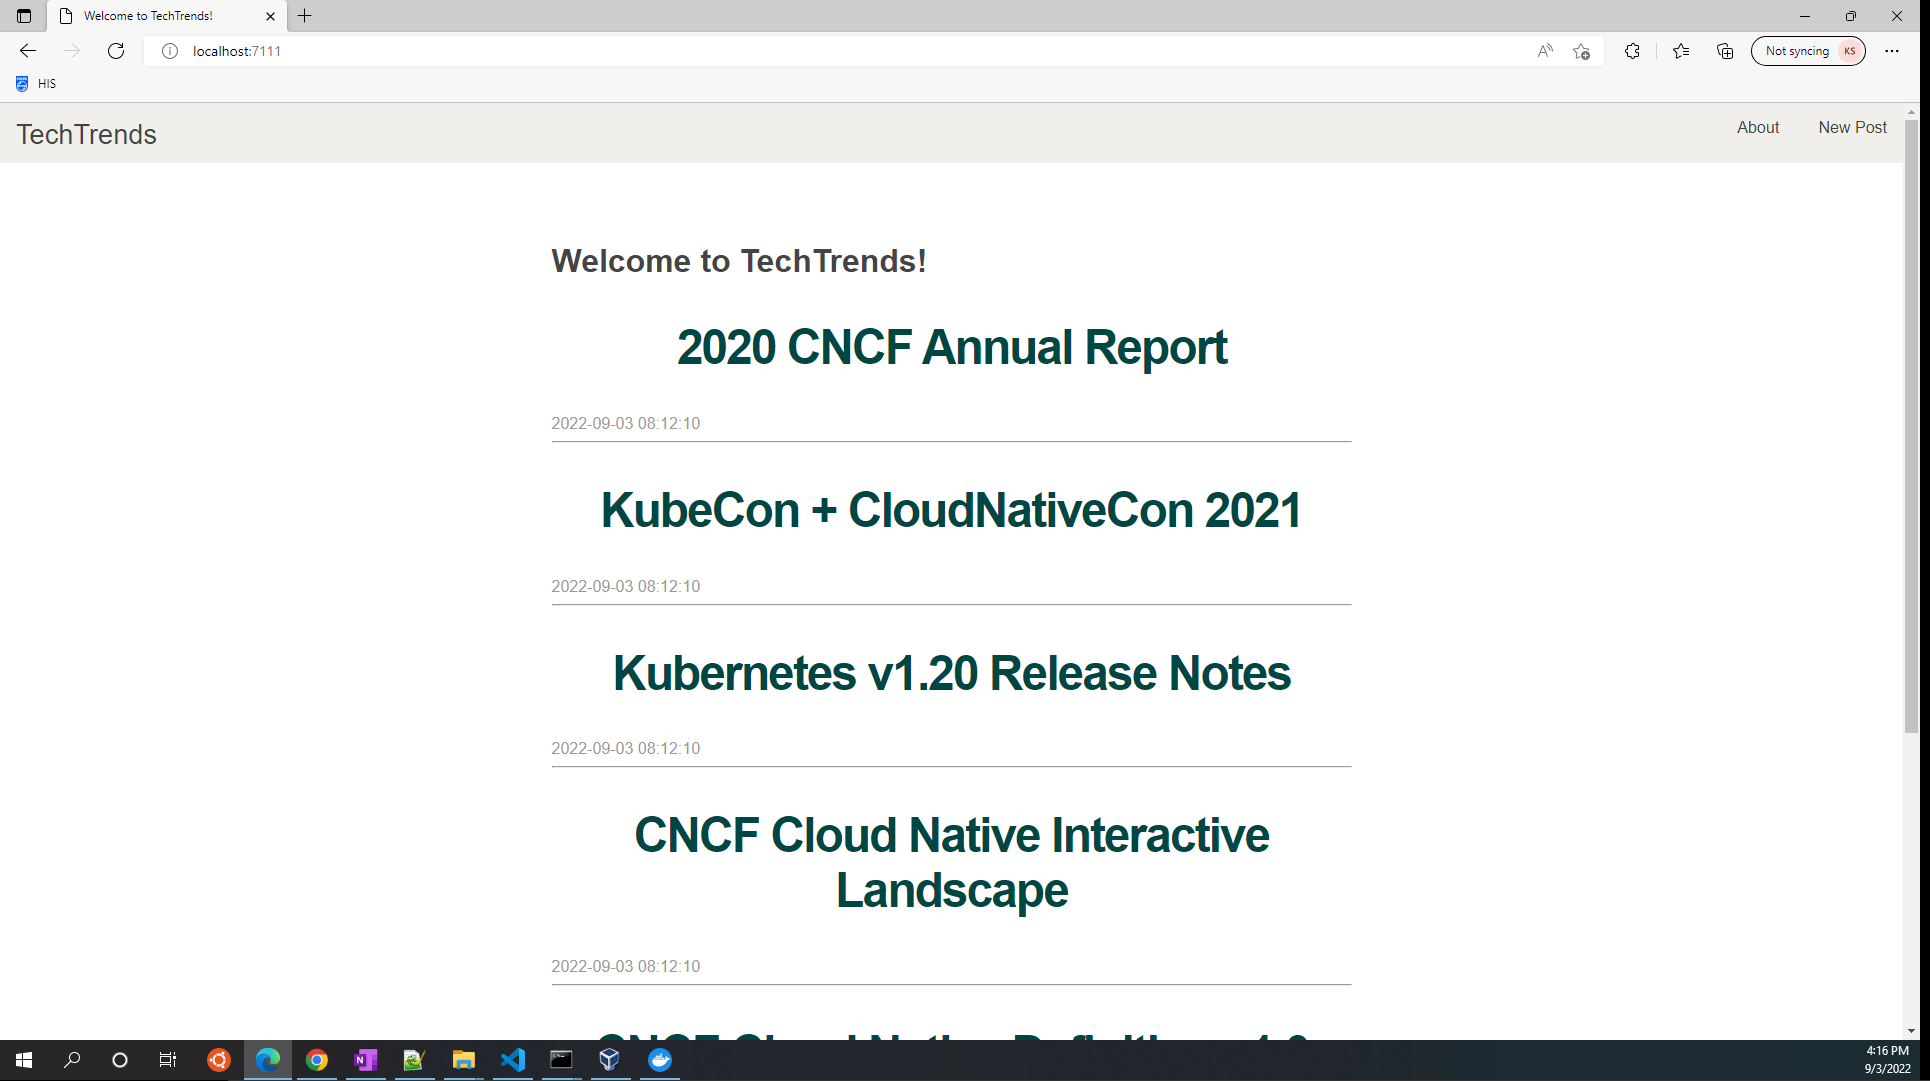 Welcome to TechTrends!
localhost:7111
Not syncing KS
HIS
TechTrends
About
New Post
Welcome to TechTrends!
2020 CNCF Annual Report
2022-09-03 08:12:10
KubeCon + CloudNativeCon 2021
2022-09-03 08:12:10
Kubernetes v1.20 Release Notes
2022-09-03 08:12:10
CNCF Cloud Native Interactive
Landscape
2022-09-03 08:12:10
4:16 PM
9/3/2022